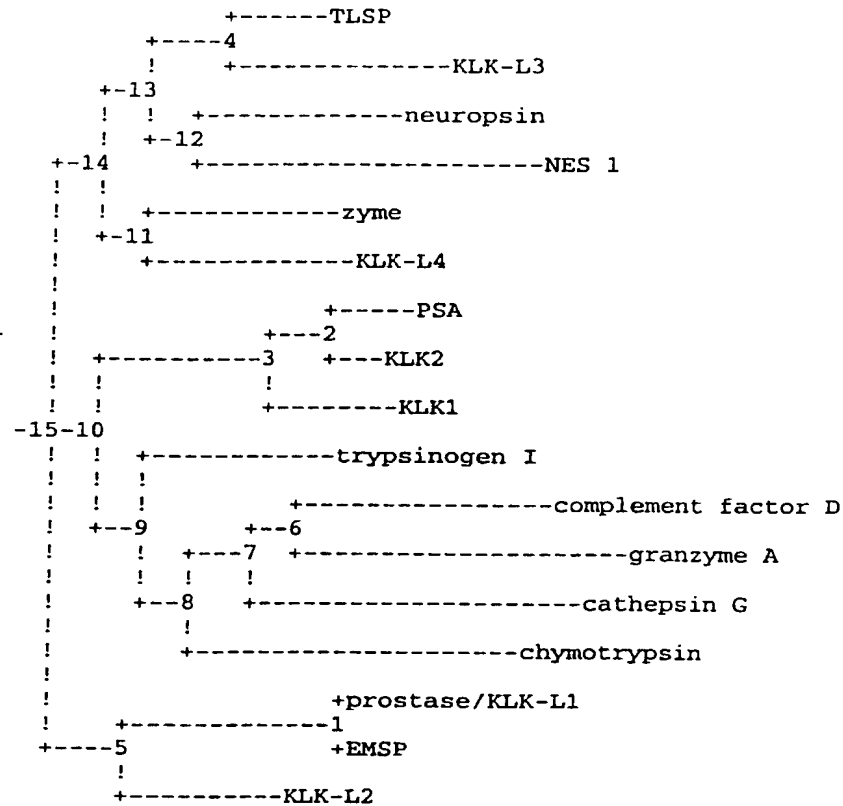 +------TLSP
+-----4
! +--------------KLK-L3
+-13
! ! +-------------neuropsin
! +-12
+-14 +---------------------NES 1
! !
! ! +------------zyme
! +-11
! +-------------KLK-L4
!
! +-----PSA
! +---2
! +----------3 +---KLK2
! ! !
! ! +--------KLK1
-15-10
! ! +------------trypsinogen I
! ! !
! ! ! +----------------complement factor D
! +--9 +--6
! ! +---7 +--------------------granzyme A
! ! ! !
! +--8 +--------------------cathepsin G
! !
! +--------------------chymotrypsin
!
! +prostase/KLK-L1
! +-------------1
+----5 +EMSP
!
+----------KLK-L2